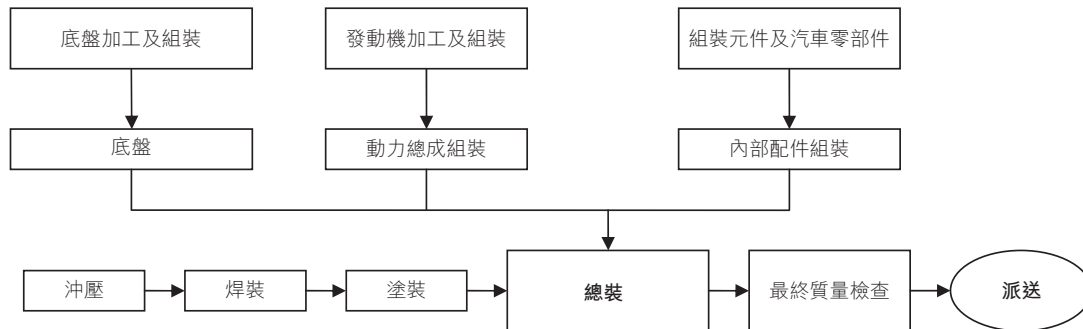 底盤加工及組裝
發動機加工及組裝
組裝元件及汽車零部件
底盤
動力總成組裝
內部配件組裝
沖壓
焊裝
塗裝
總裝
最終質量檢查
派送